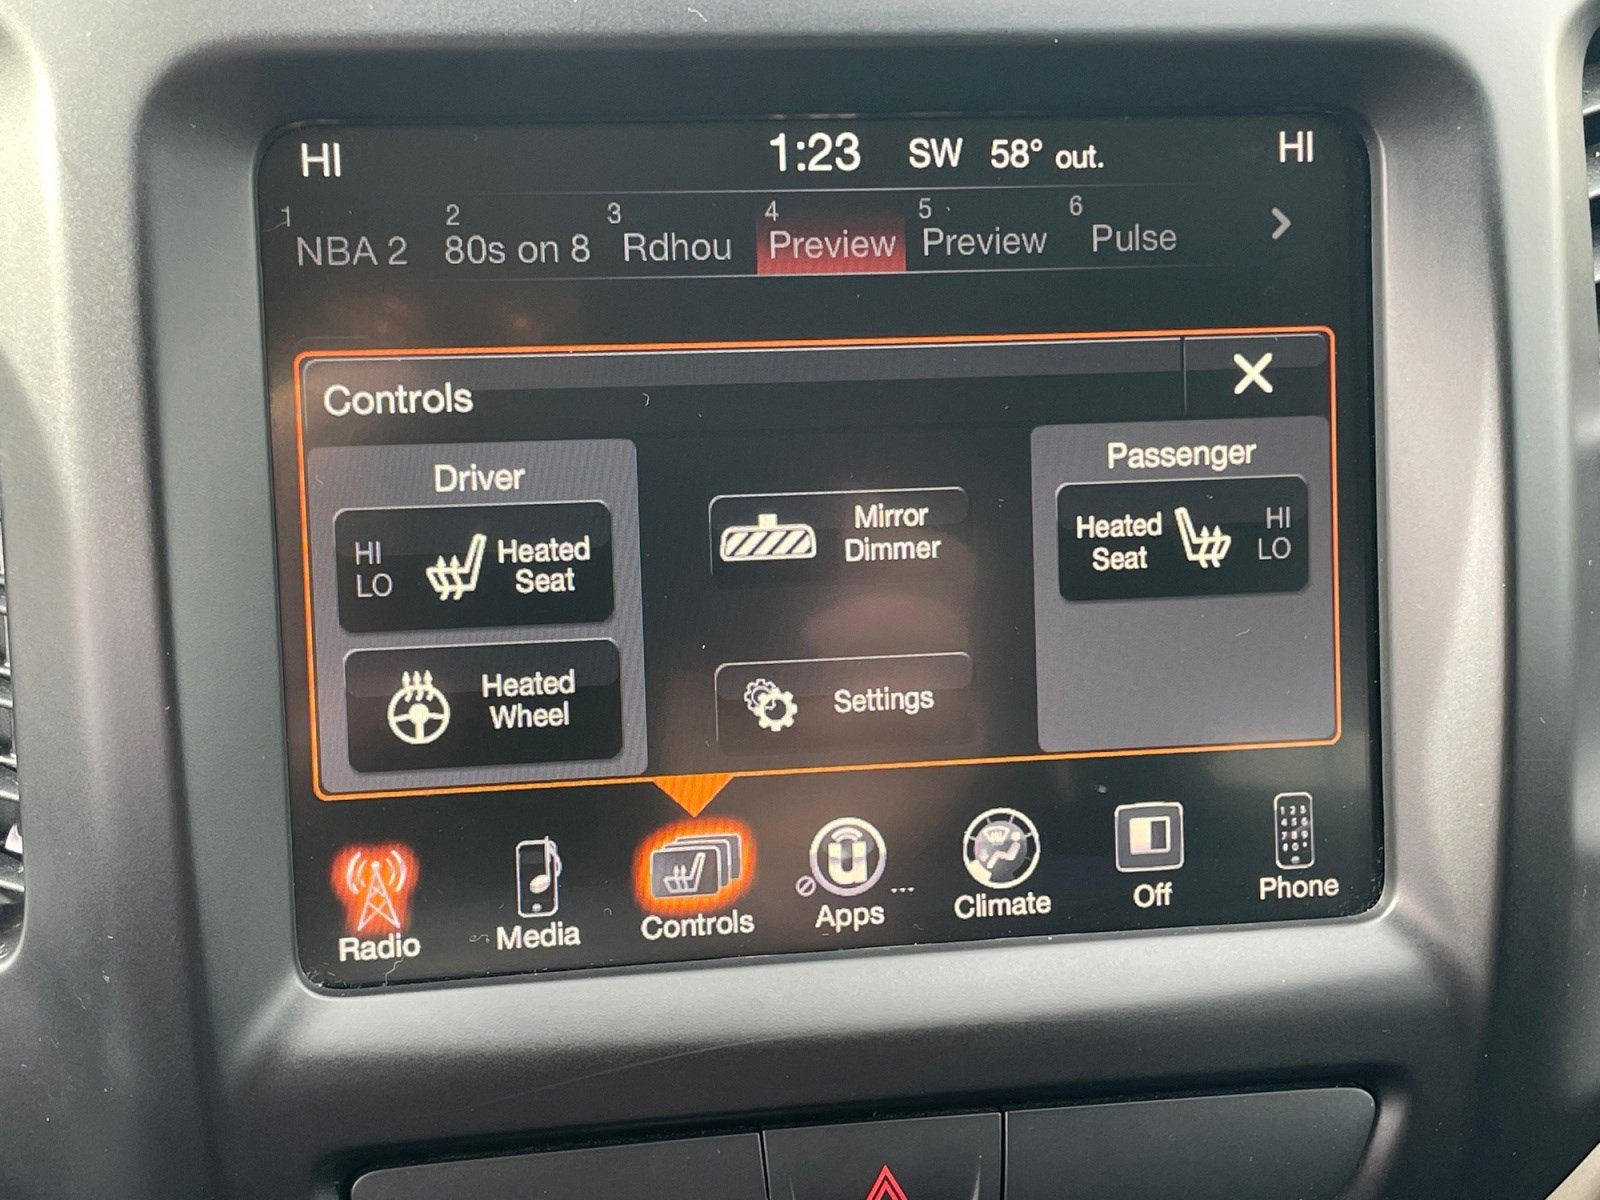 HI 1:23 SW 58° out. HI
1 2 3 4 5 6
NBA 2 80s on 8 Rdhou Preview Preview Pulse
Controls
Driver
HI
LO
Heated
Seat
Heated
Wheel
Mirror
Dimmer
Settings
Passenger
Heated
Seat
HI
LO
Radio Media Controls Apps ... Climate Off Phone